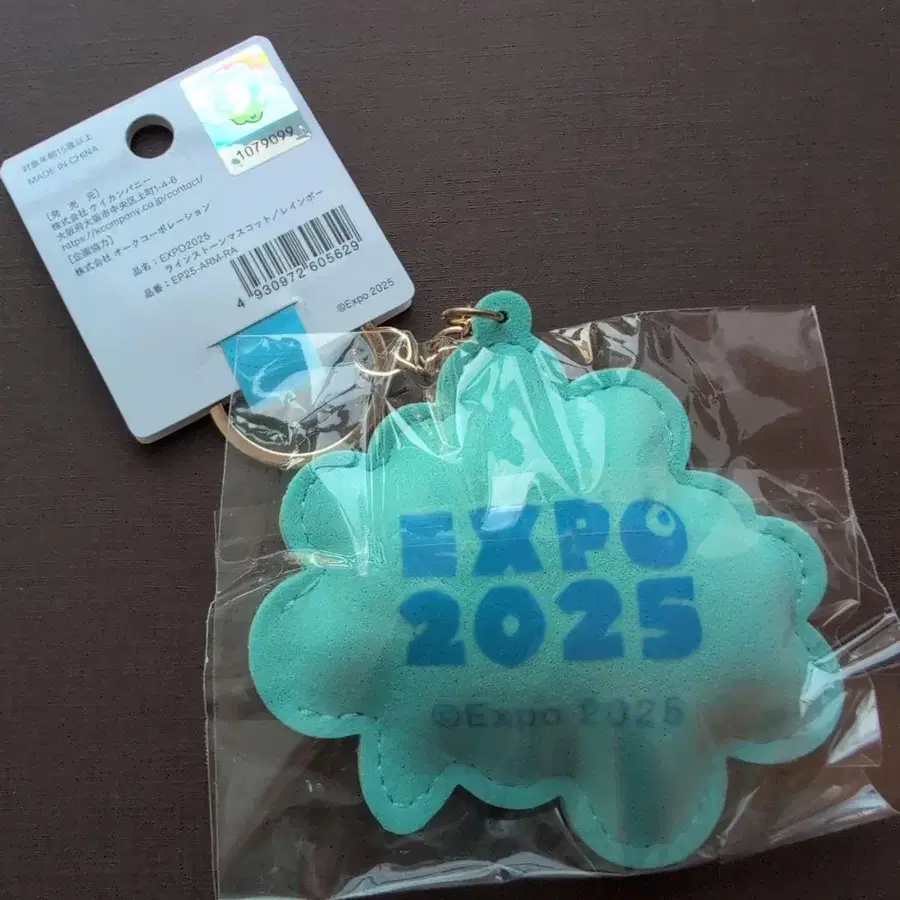 対象年齢15歳以上
MADE IN CHINA
1079099
[発 売 元]
株式会社 ケイカンパニー
大阪府大阪市中央区上町1-4-8
https://kcompany.co.jp/contact/
[企画協力]
株式会社 オークコーポレーション
品名:EXPO2025
ラインストーンマスコット/レインボー
品番:EP25-ARM-RA
4 930972 605629
©Expo 2025
EXPO
2025
©Expo 2025